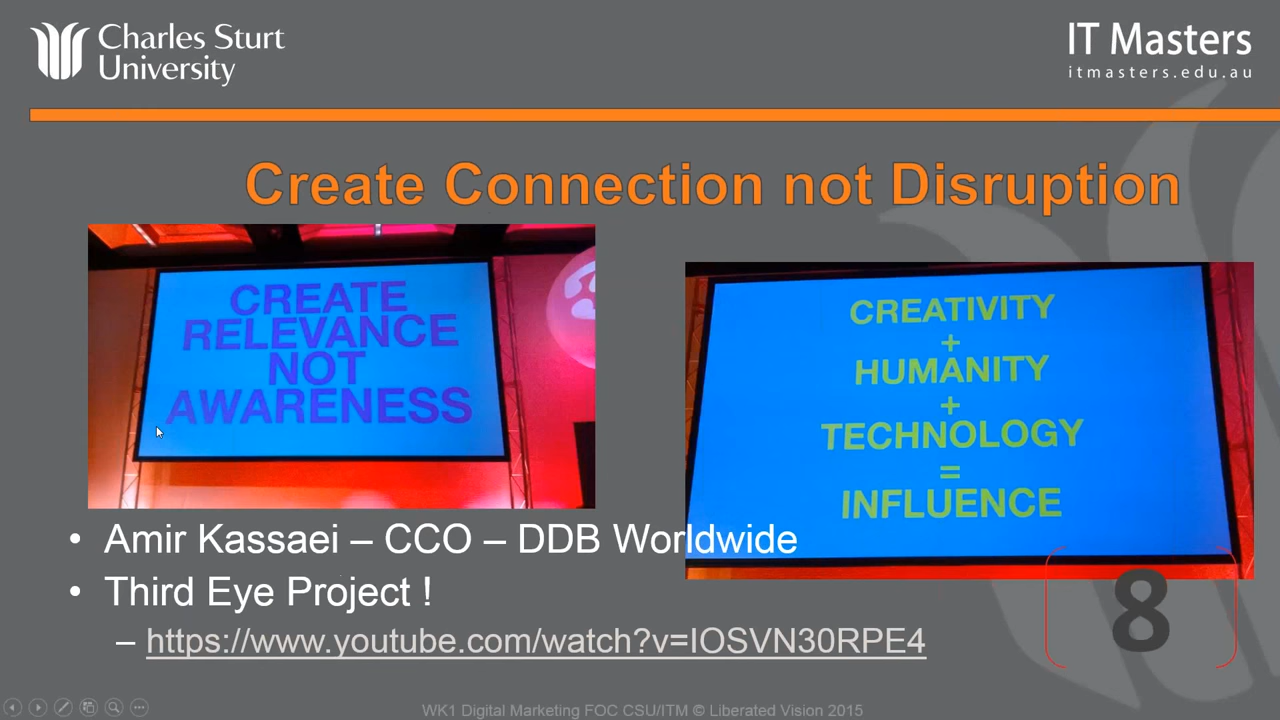 Charles Sturt
University
IT Masters
itmasters.edu.au
Create Connection not Disruption
CREATE
RELEVANCE
NOT
AWARENESS
CREATIVITY
+
HUMANITY
+
TECHNOLOGY
=
INFLUENCE
• Amir Kassaei – CCO – DDB Worldwide
• Third Eye Project !
– https://www.youtube.com/watch?v=IOSVN30RPE4
8
WK1 Digital Marketing FOC CSU/ITM © Liberated Vision 2015